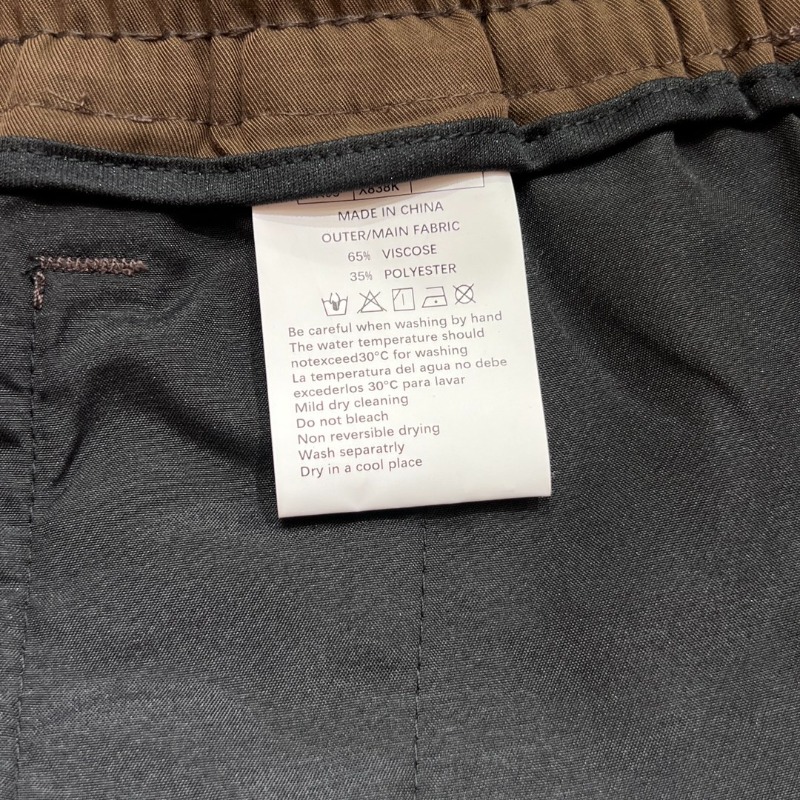 X838K
MADE IN CHINA
OUTER/MAIN FABRIC
65% VISCOSE
35% POLYESTER
Be careful when washing by hand
The water temperature should
notexceed30°C for washing
La temperatura del agua no debe
excederlos 30°C para lavar
Mild dry cleaning
Do not bleach
Non reversible drying
Wash separatrly
Dry in a cool place